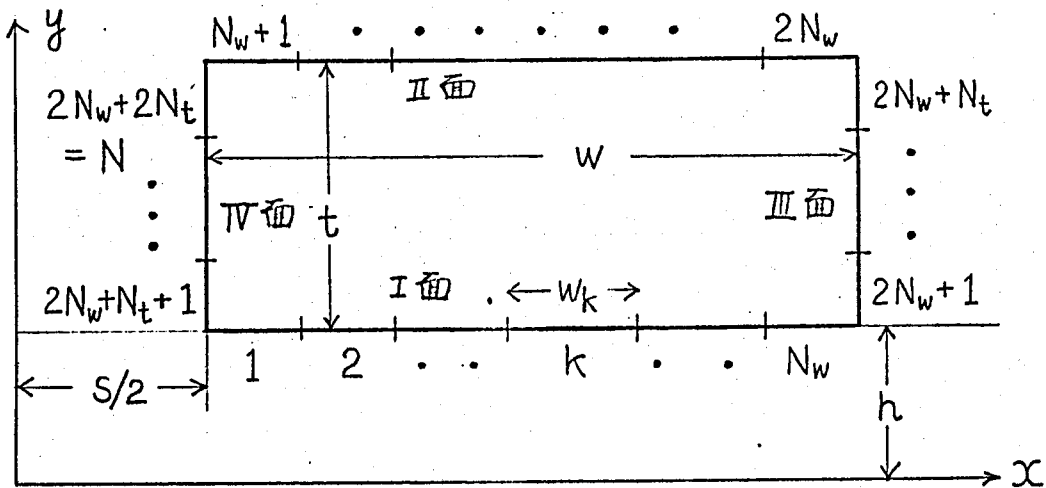 y
N_w+1 • • • • • • 2N_w
II面
2N_w+2N_t
= N
2N_w+N_t
w
IV面 t
III面
2N_w+N_t+1
I面
w_k
2N_w+1
1 2 • • k • • N_w
S/2
h
x